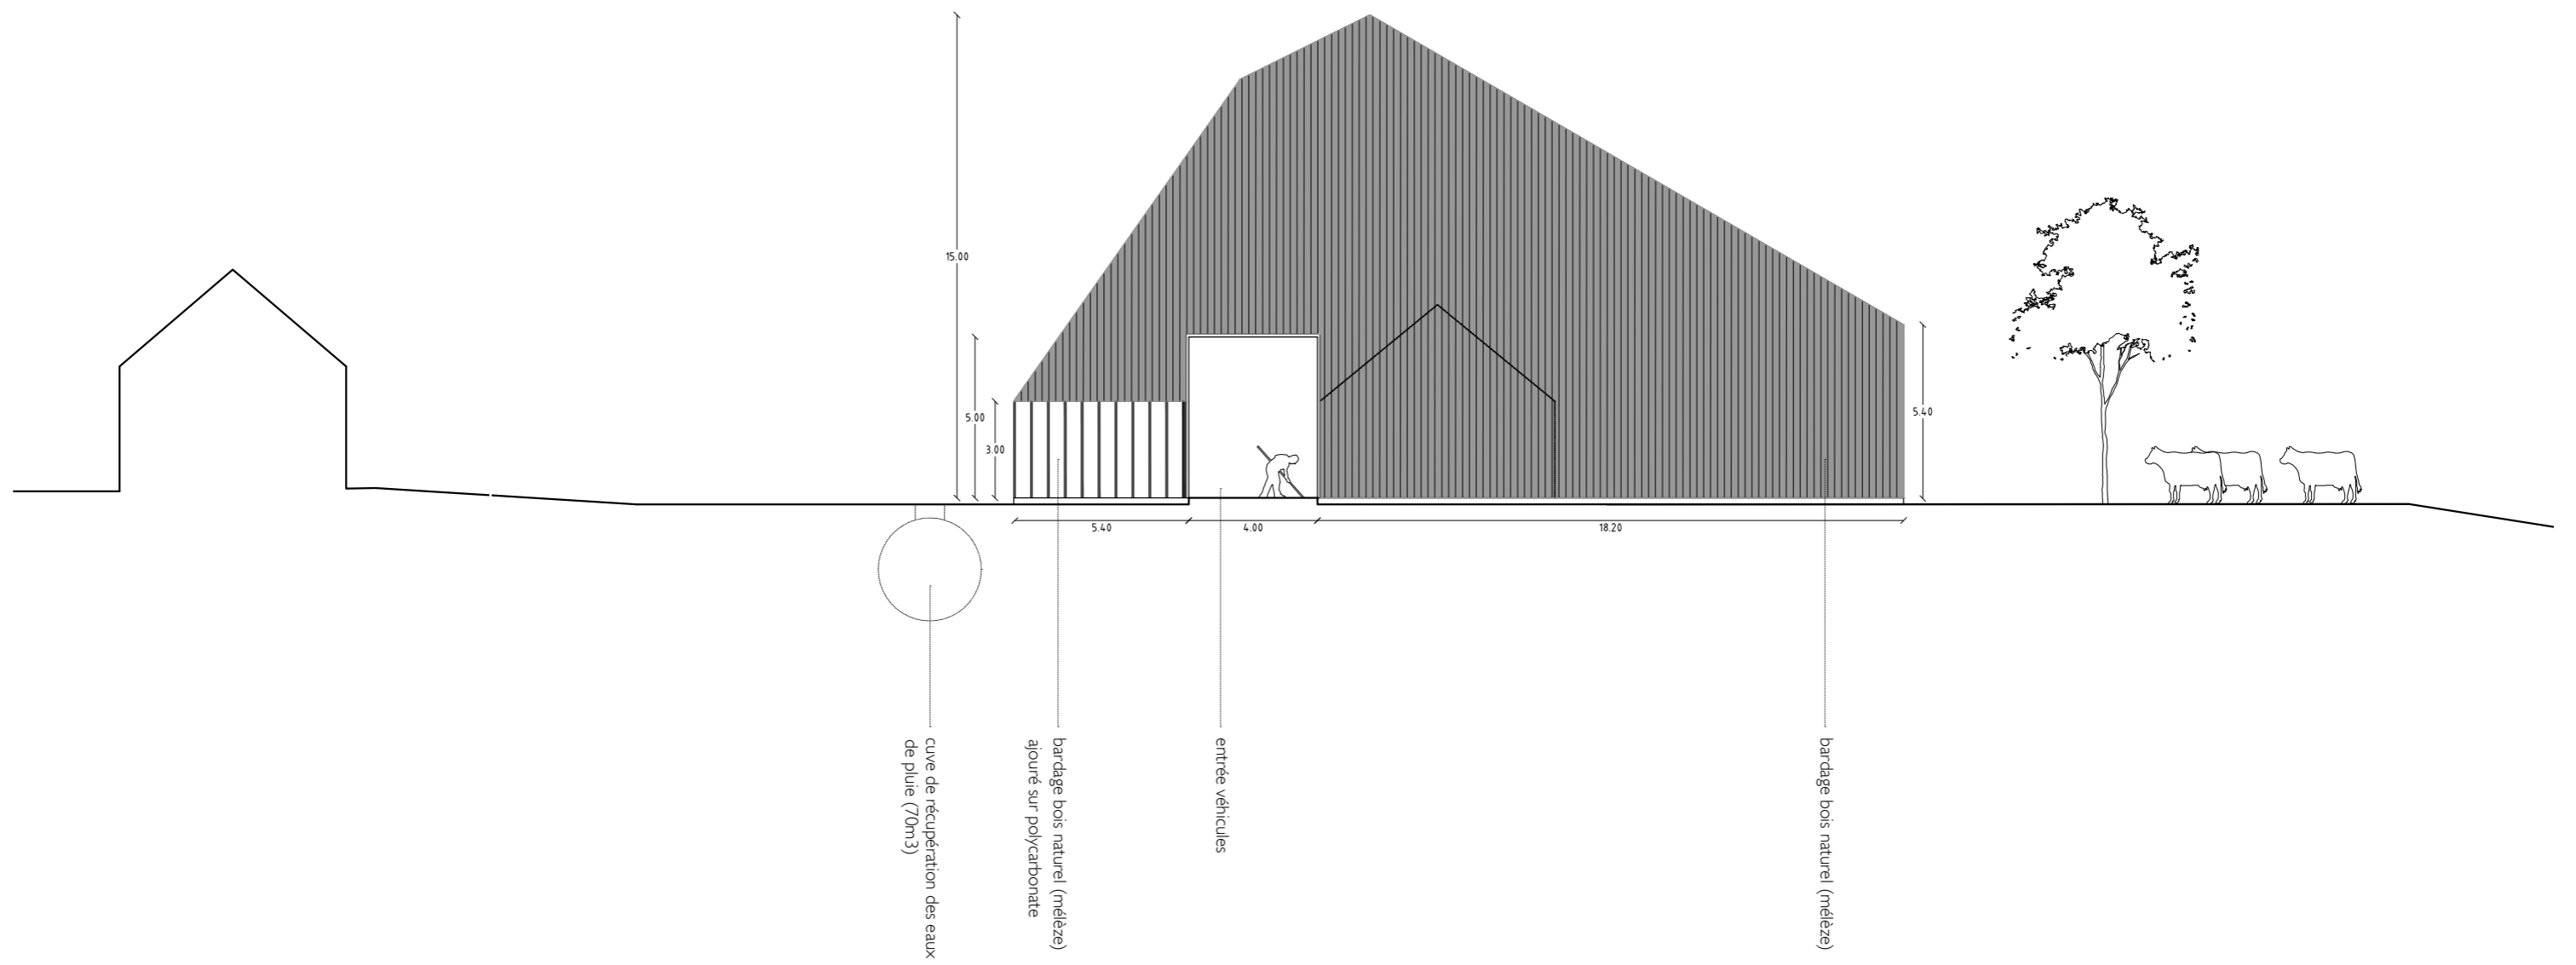 15.00
5.00
3.00
5.40
5.40
4.00
18.20
cuve de récupération des eaux
de pluie (70m3)
bardage bois naturel (mélèze)
ajouré sur polycarbonate
entrée véhicules
bardage bois naturel (mélèze)